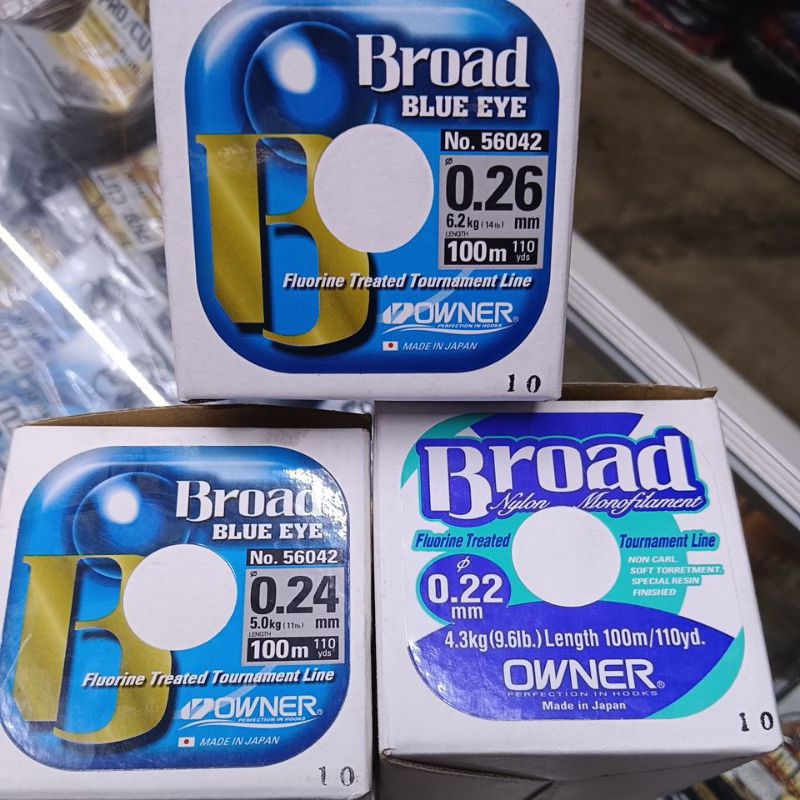 Broad
BLUE EYE
No. 56042
ø
0.26
6.2kg (14lb) mm
LENGTH
100m 110 yds
Fluorine Treated Tournament Line
OWNER®
PERFECTION IN HOOKS
MADE IN JAPAN
10
Broad
BLUE EYE
No. 56042
ø
0.24
5.0kg (11lb) mm
LENGTH
100m 110 yds
Fluorine Treated Tournament Line
OWNER®
PERFECTION IN HOOKS
MADE IN JAPAN
10
Broad
Nylon Monofilament
Fluorine Treated Tournament Line
NON CARL.
SOFT TORRETMENT.
SPECIAL RESIN
FINISHED
ø
0.22
mm
4.3kg(9.6lb.) Length 100m/110yd.
OWNER®
PERFECTION IN HOOKS
Made in Japan
10